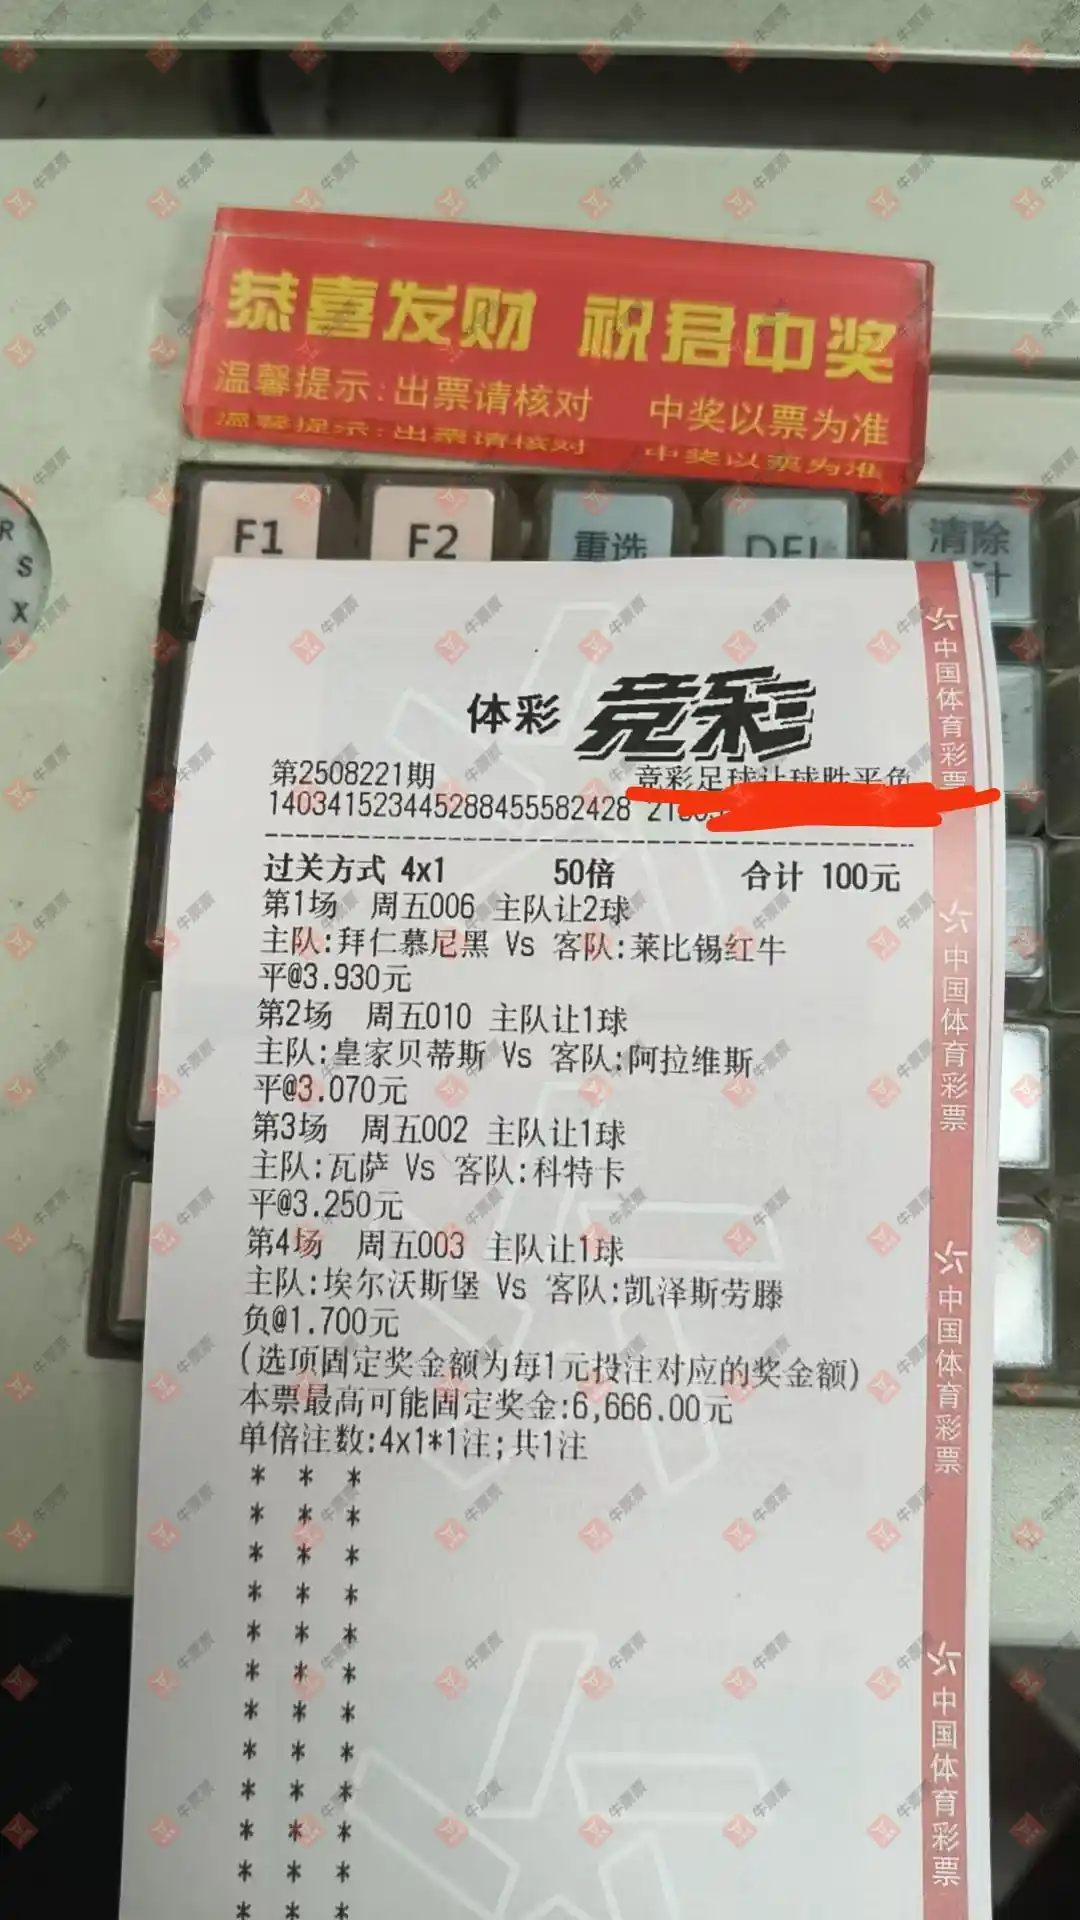 恭喜发财 祝君中奖
温馨提示:出票请核对 中奖以票为准
F1 F2 重选 DEL 清除
R
S
X
体彩 竞彩
第2508221期 竞彩足球让球胜平负
140341523445288455582428
过关方式 4x1 50倍 合计 100元
第1场 周五006 主队让2球
主队:拜仁慕尼黑 Vs 客队:莱比锡红牛
平@3.930元
第2场 周五010 主队让1球
主队:皇家贝蒂斯 Vs 客队:阿拉维斯
平@3.070元
第3场 周五002 主队让1球
主队:瓦萨 Vs 客队:科特卡
平@3.250元
第4场 周五003 主队让1球
主队:埃尔沃斯堡 Vs 客队:凯泽斯劳滕
负@1.700元
(选项固定奖金额为每1元投注对应的奖金额)
本票最高可能固定奖金:6,666.00元
单倍注数:4x1*1注;共1注
中国体育彩票
中国体育彩票
中国体育彩票
中国体育彩票
牛票票